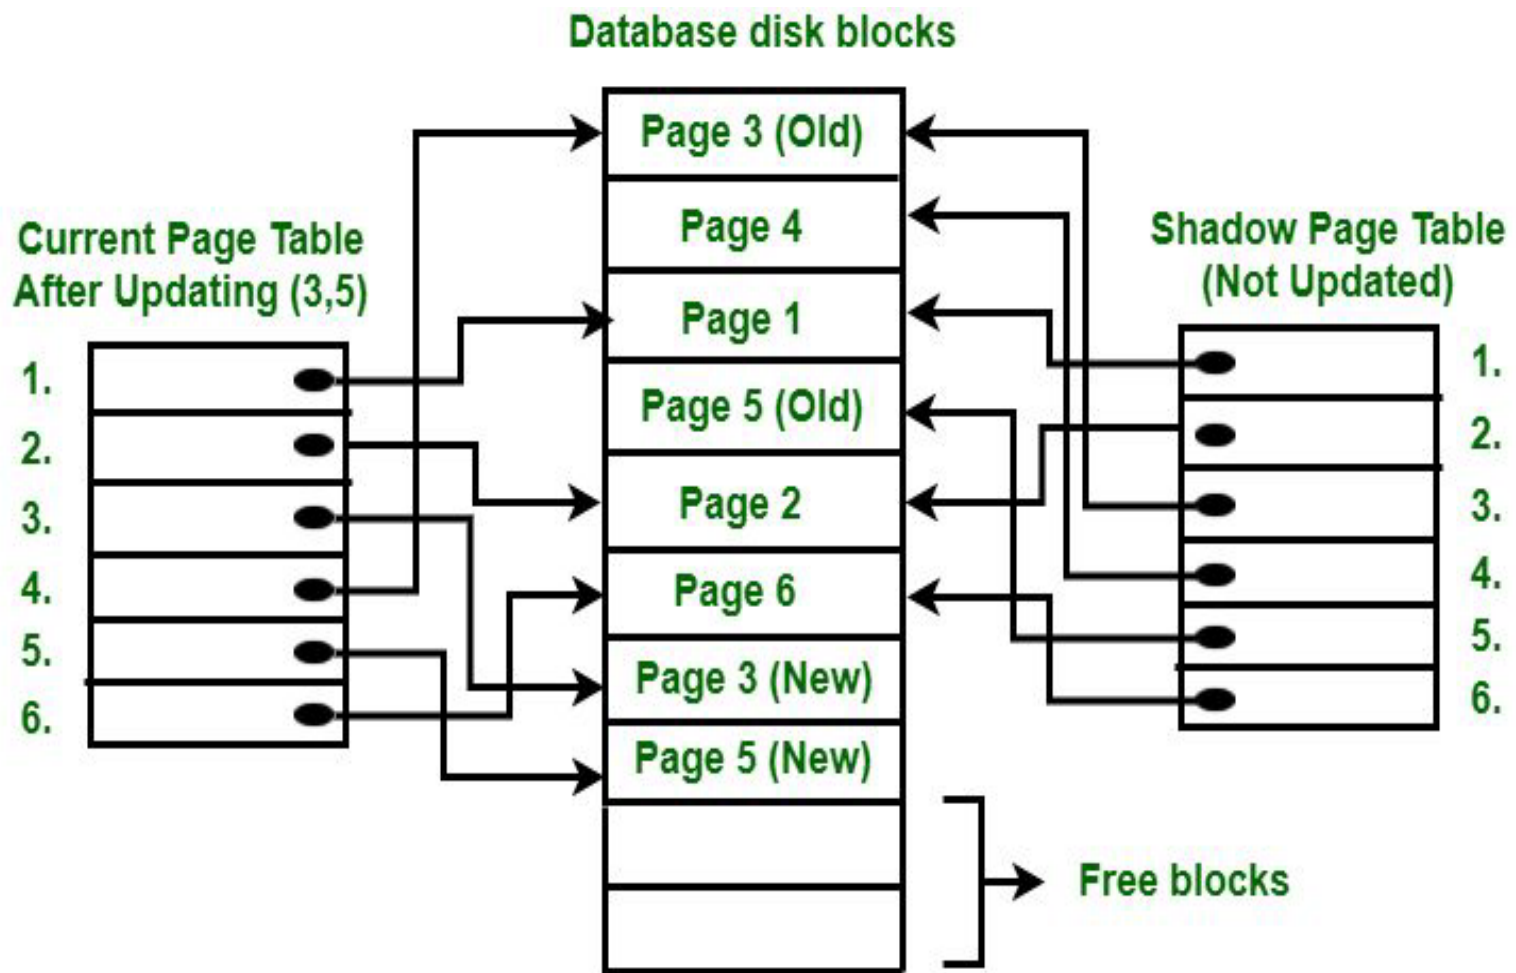 Database disk blocks
Current Page Table
After Updating (3,5)
1.
2.
3.
4.
5.
6.
Page 3 (Old)
Page 4
Page 1
Page 5 (Old)
Page 2
Page 6
Page 3 (New)
Page 5 (New)
Shadow Page Table
(Not Updated)
1.
2.
3.
4.
5.
6.
Free blocks